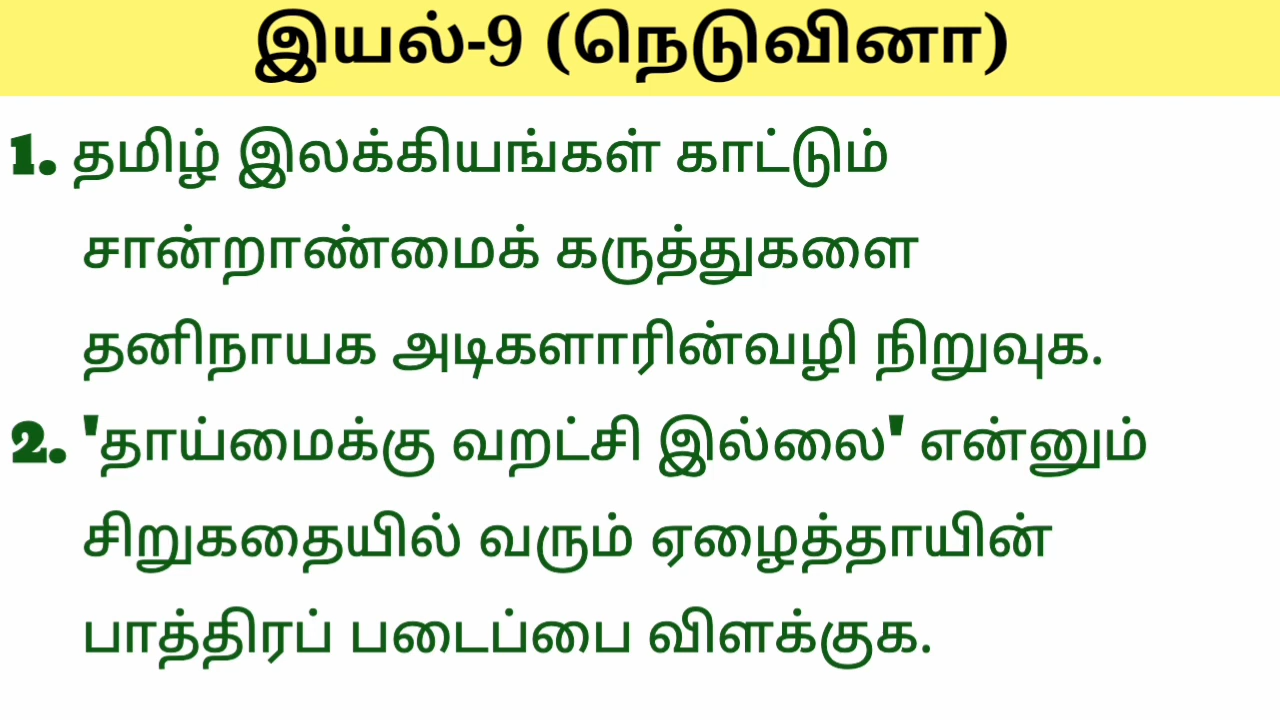 இயல்-9 (நெடுவினா)
1. தமிழ் இலக்கியங்கள் காட்டும்
சான்றாண்மைக் கருத்துகளை
தனிநாயக அடிகளாரின்வழி நிறுவுக.
2. 'தாய்மைக்கு வறட்சி இல்லை' என்னும்
சிறுகதையில் வரும் ஏழைத்தாயின்
பாத்திரப் படைப்பை விளக்குக.